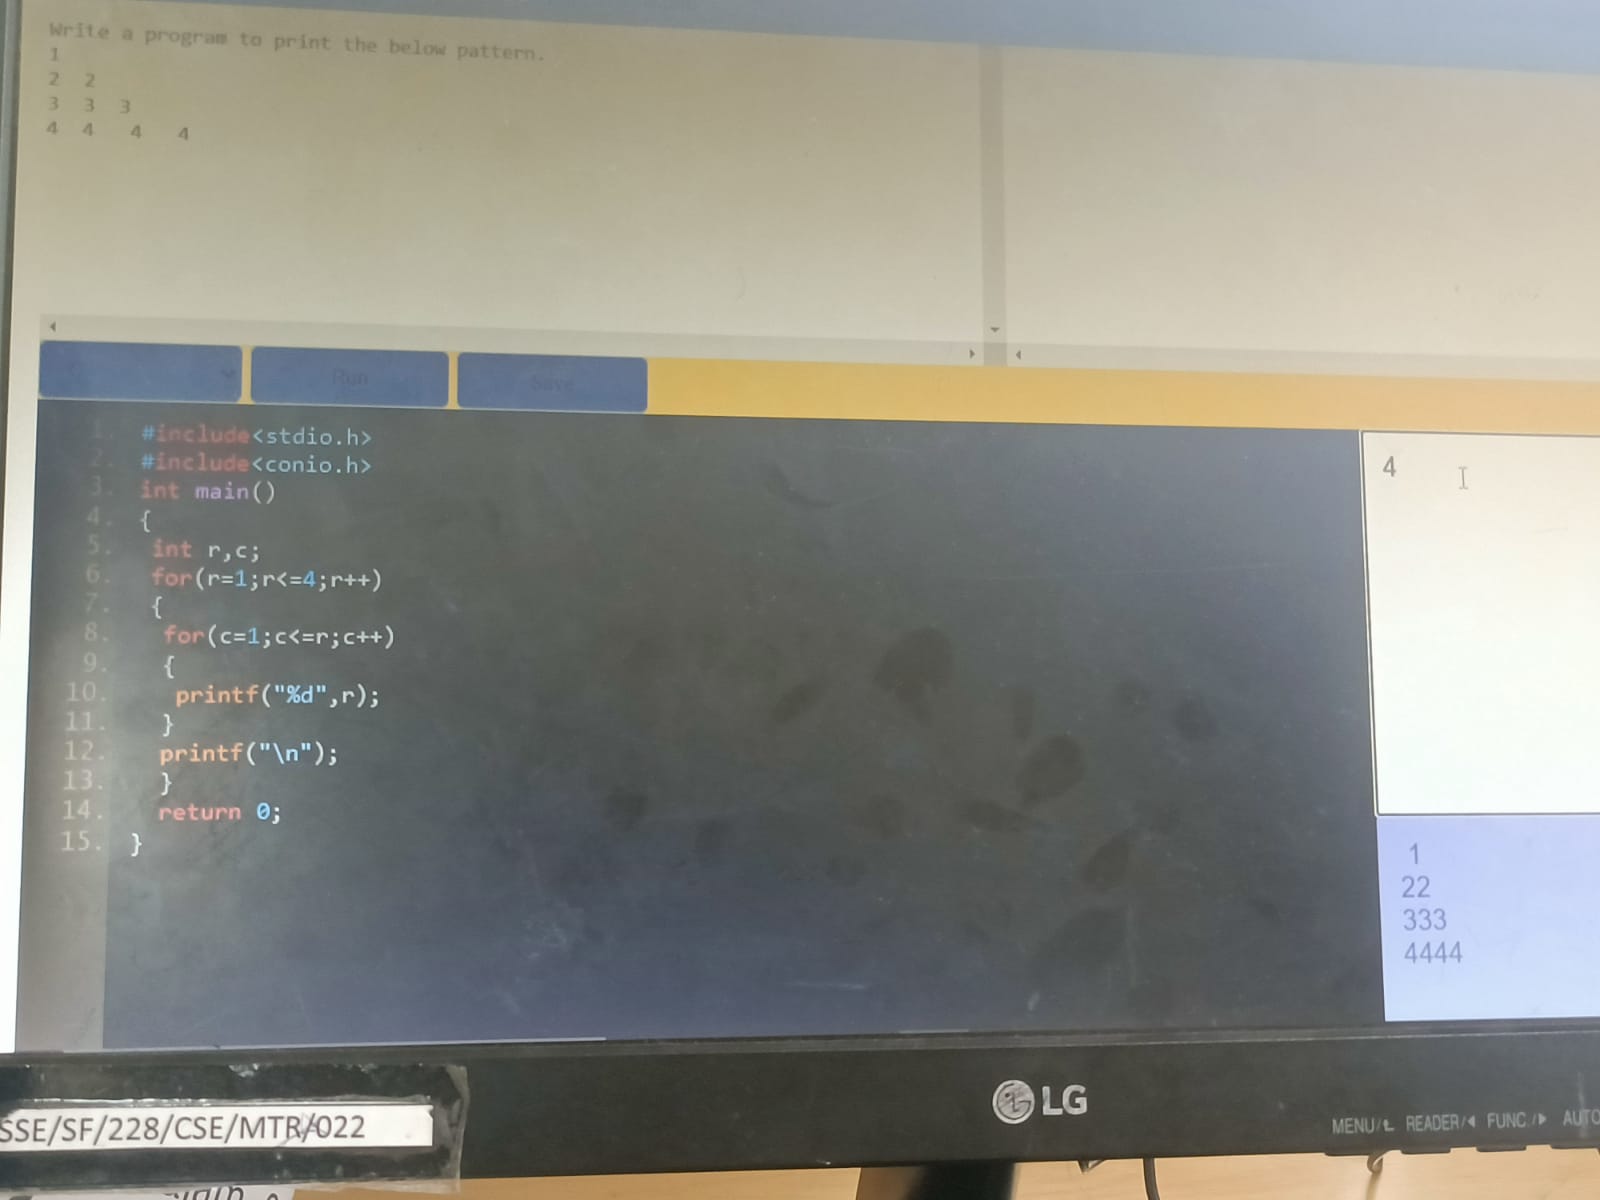 Write a program to print the below pattern.
1
2 2
3 3 3
4 4 4 4
Run
Save
1. #include<stdio.h>
2. #include<conio.h>
3. int main()
4. {
5. int r,c;
6. for(r=1;r<=4;r++)
7. {
8. for(c=1;c<=r;c++)
9. {
10. printf("%d",r);
11. }
12. printf("\n");
13. }
14. return 0;
15. }
4
1
22
333
4444
LG
MENU/ READER/ FUNC./ AUTO
SSE/SF/228/CSE/MTR/022